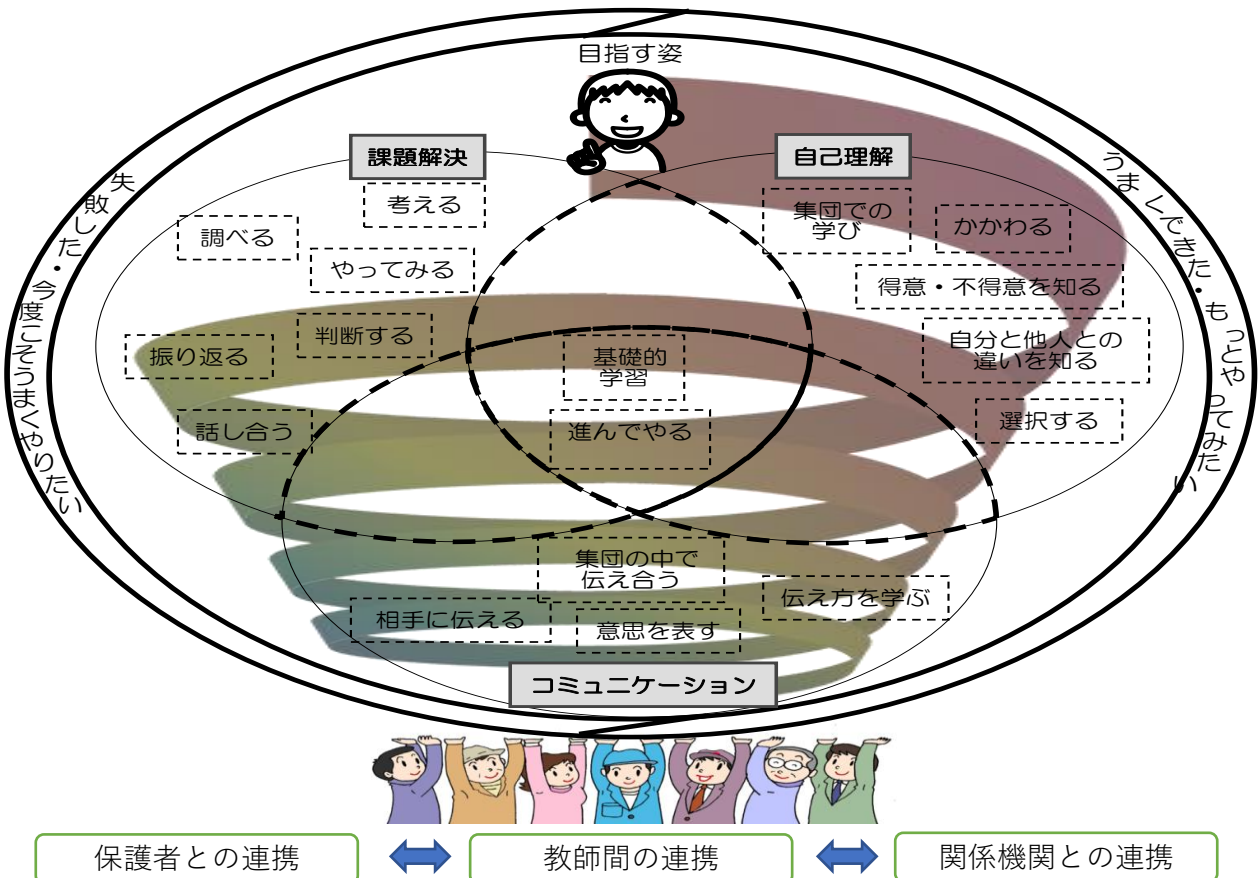 目指す姿
課題解決
自己理解
考える
調べる
やってみる
判断する
振り返る
話し合う
集団での
学び
かかわる
得意・不得意を知る
自分と他人との
違いを知る
選択する
基礎的
学習
進んでやる
集団の中で
伝え合う
伝え方を学ぶ
相手に伝える
意思を表す
コミュニケーション
失敗した・今度こそうまくやりたい
うまくできた・もっとやってみたい
保護者との連携
教師間の連携
関係機関との連携